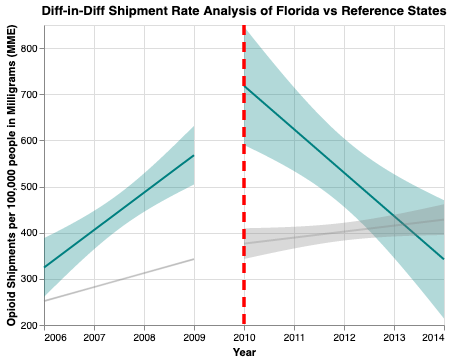 Diff-in-Diff Shipment Rate Analysis of Florida vs Reference States
Opioid Shipments per 100,000 people in Milligrams (MME)
800
700
600
500
400
300
200
2006 2007 2008 2009 2010 2011 2012 2013 2014
Year